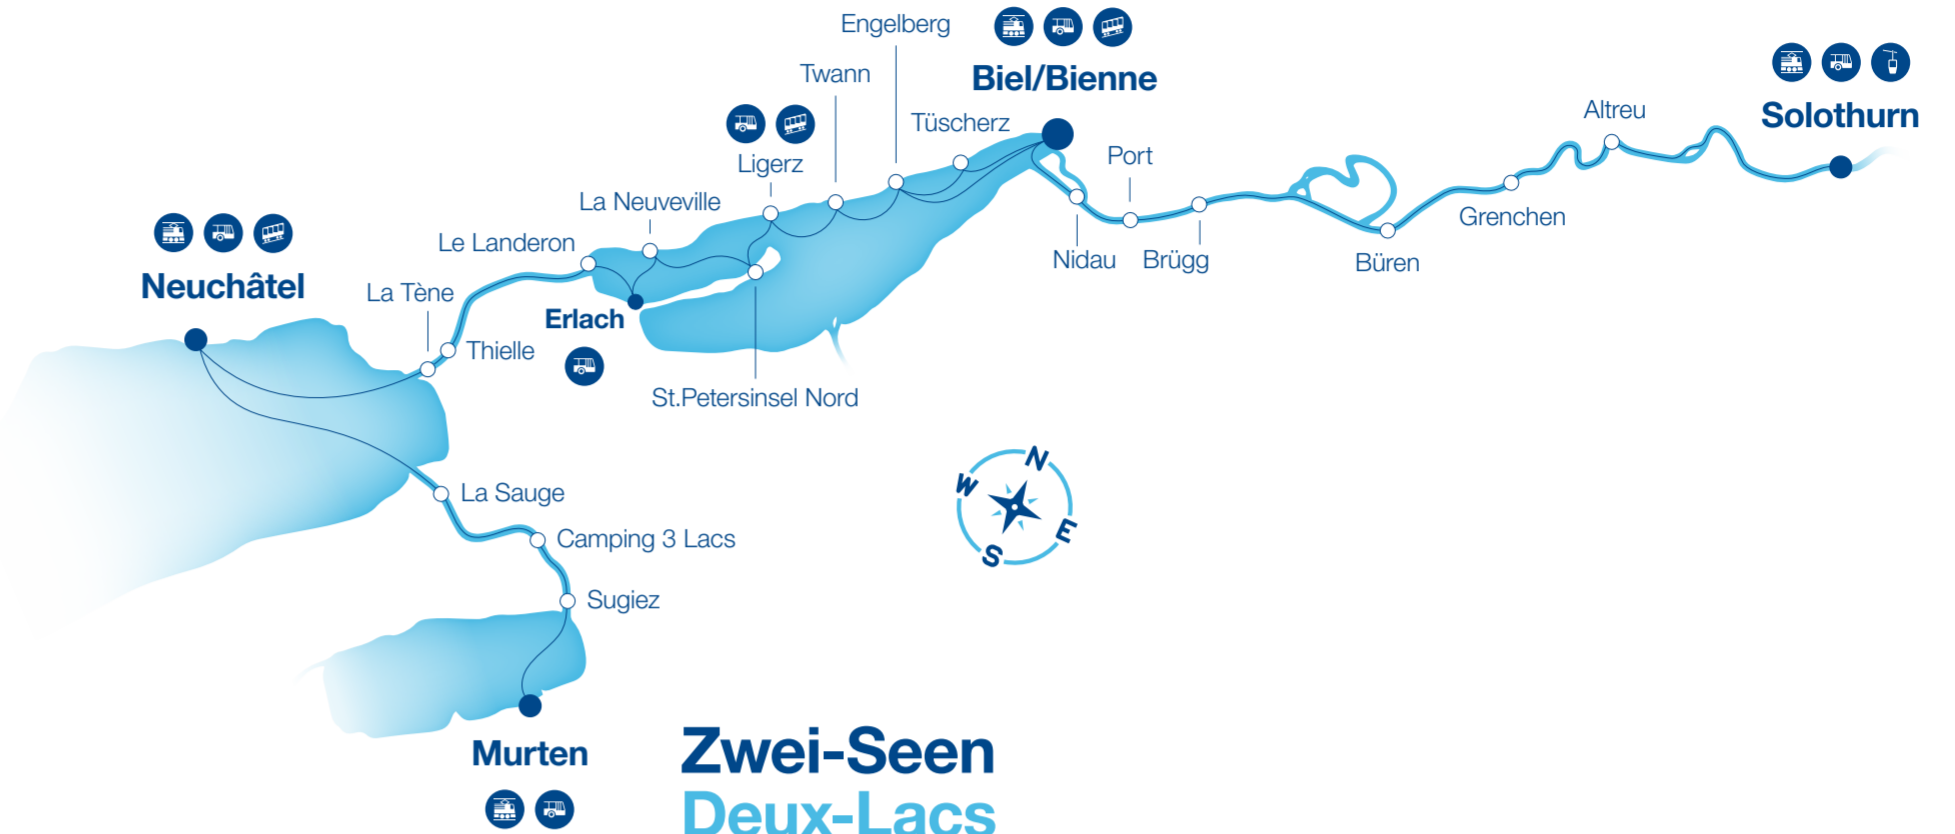 Engelberg
Twann
Biel/Bienne
Solothurn
Altreu
Tüscherz
Ligerz
Port
La Neuveville
Le Landeron
Grenchen
Neuchâtel
La Tène
Nidau
Brügg
Büren
Erlach
Thielle
St.Petersinsel Nord
N
W
E
S
La Sauge
Camping 3 Lacs
Sugiez
Murten
Zwei-Seen
Deux-Lacs